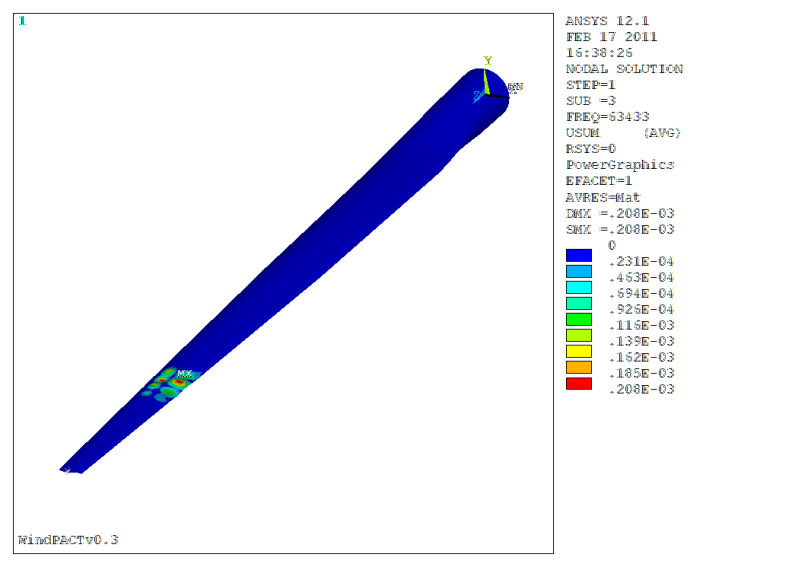 1
ANSYS 12.1
FEB 17 2011
16:38:26
NODAL SOLUTION
STEP=1
SUB =3
FREQ=63433
USUM (AVG)
RSYS=0
PowerGraphics
EFACET=1
AVRES=Mat
DMX =.208E-03
SMX =.208E-03
0
.231E-04
.463E-04
.694E-04
.926E-04
.116E-03
.139E-03
.162E-03
.185E-03
.208E-03
Y
Z
MN
MX
WindPACTv0.3